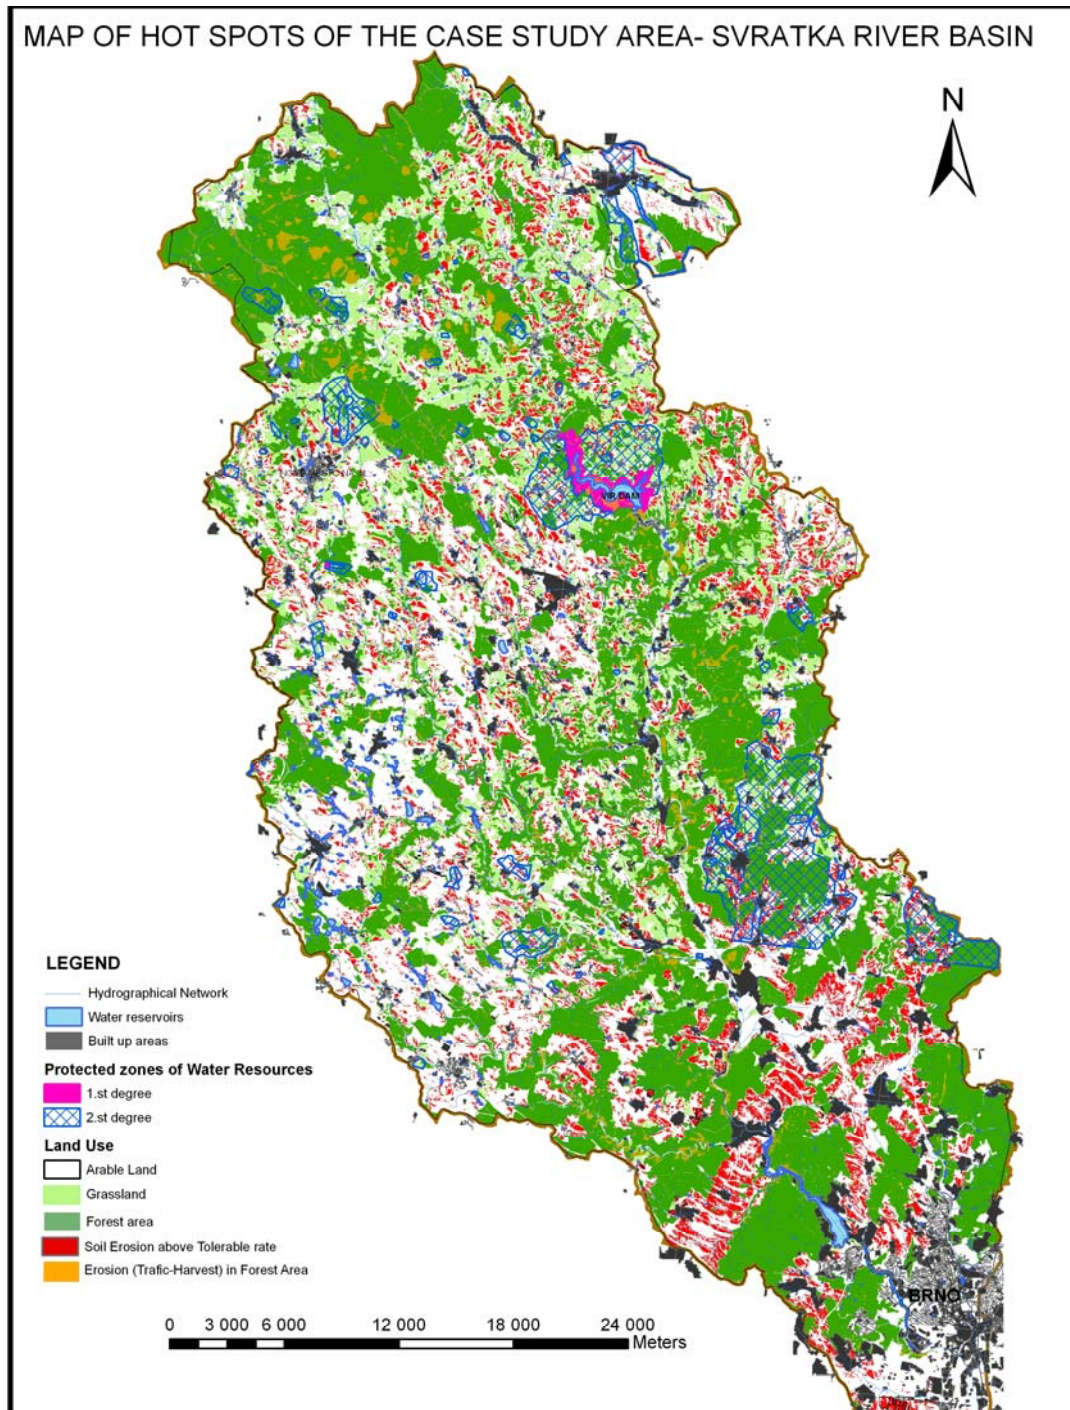 MAP OF HOT SPOTS OF THE CASE STUDY AREA- SVRATKA RIVER BASIN
N
VIR DAM
LEGEND
Hydrographical Network
Water reservoirs
Built up areas
Protected zones of Water Resources
1.st degree
2.st degree
Land Use
Arable Land
Grassland
Forest area
Soil Erosion above Tolerable rate
Erosion (Trafic-Harvest) in Forest Area
BRNO
0 3 000 6 000 12 000 18 000 24 000
Meters